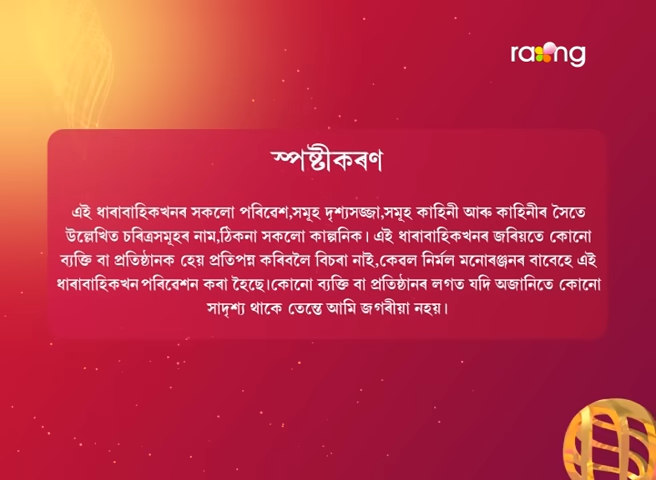 rang
স্পষ্টীকৰণ
এই ধাৰাবাহিকখনৰ সকলো পৰিৱেশ,সমূহ দৃশ্যসজ্জা,সমূহ কাহিনী আৰু কাহিনীৰ সৈতে
উল্লেখিত চৰিত্ৰসমূহৰ নাম,ঠিকনা সকলো কাল্পনিক। এই ধাৰাবাহিকখনৰ জৰিয়তে কোনো
ব্যক্তি বা প্ৰতিষ্ঠানক হেয় প্ৰতিপন্ন কৰিবলৈ বিচৰা নাই,কেৱল নিৰ্মল মনোৰঞ্জনৰ বাবেহে এই
ধাৰাবাহিকখন পৰিৱেশন কৰা হৈছে।কোনো ব্যক্তি বা প্ৰতিষ্ঠানৰ লগত যদি অজানিতে কোনো
সাদৃশ্য থাকে তেন্তে আমি জগৰীয়া নহয়।